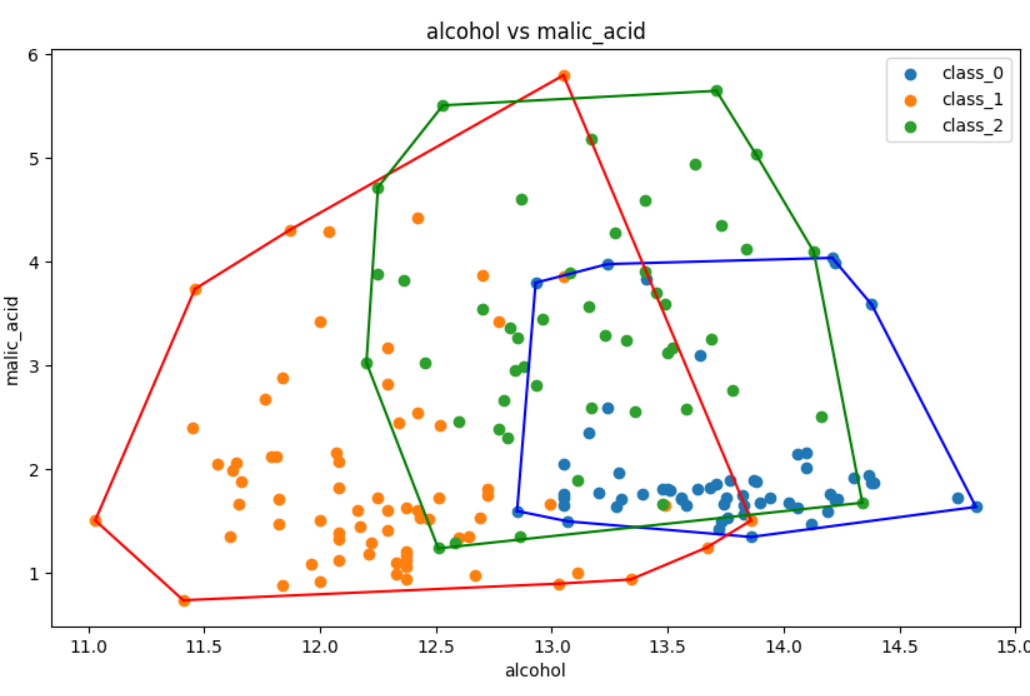 alcohol vs malic_acid
class_0
class_1
class_2
6
5
4
3
2
1
malic_acid
11.0 11.5 12.0 12.5 13.0 13.5 14.0 14.5 15.0
alcohol